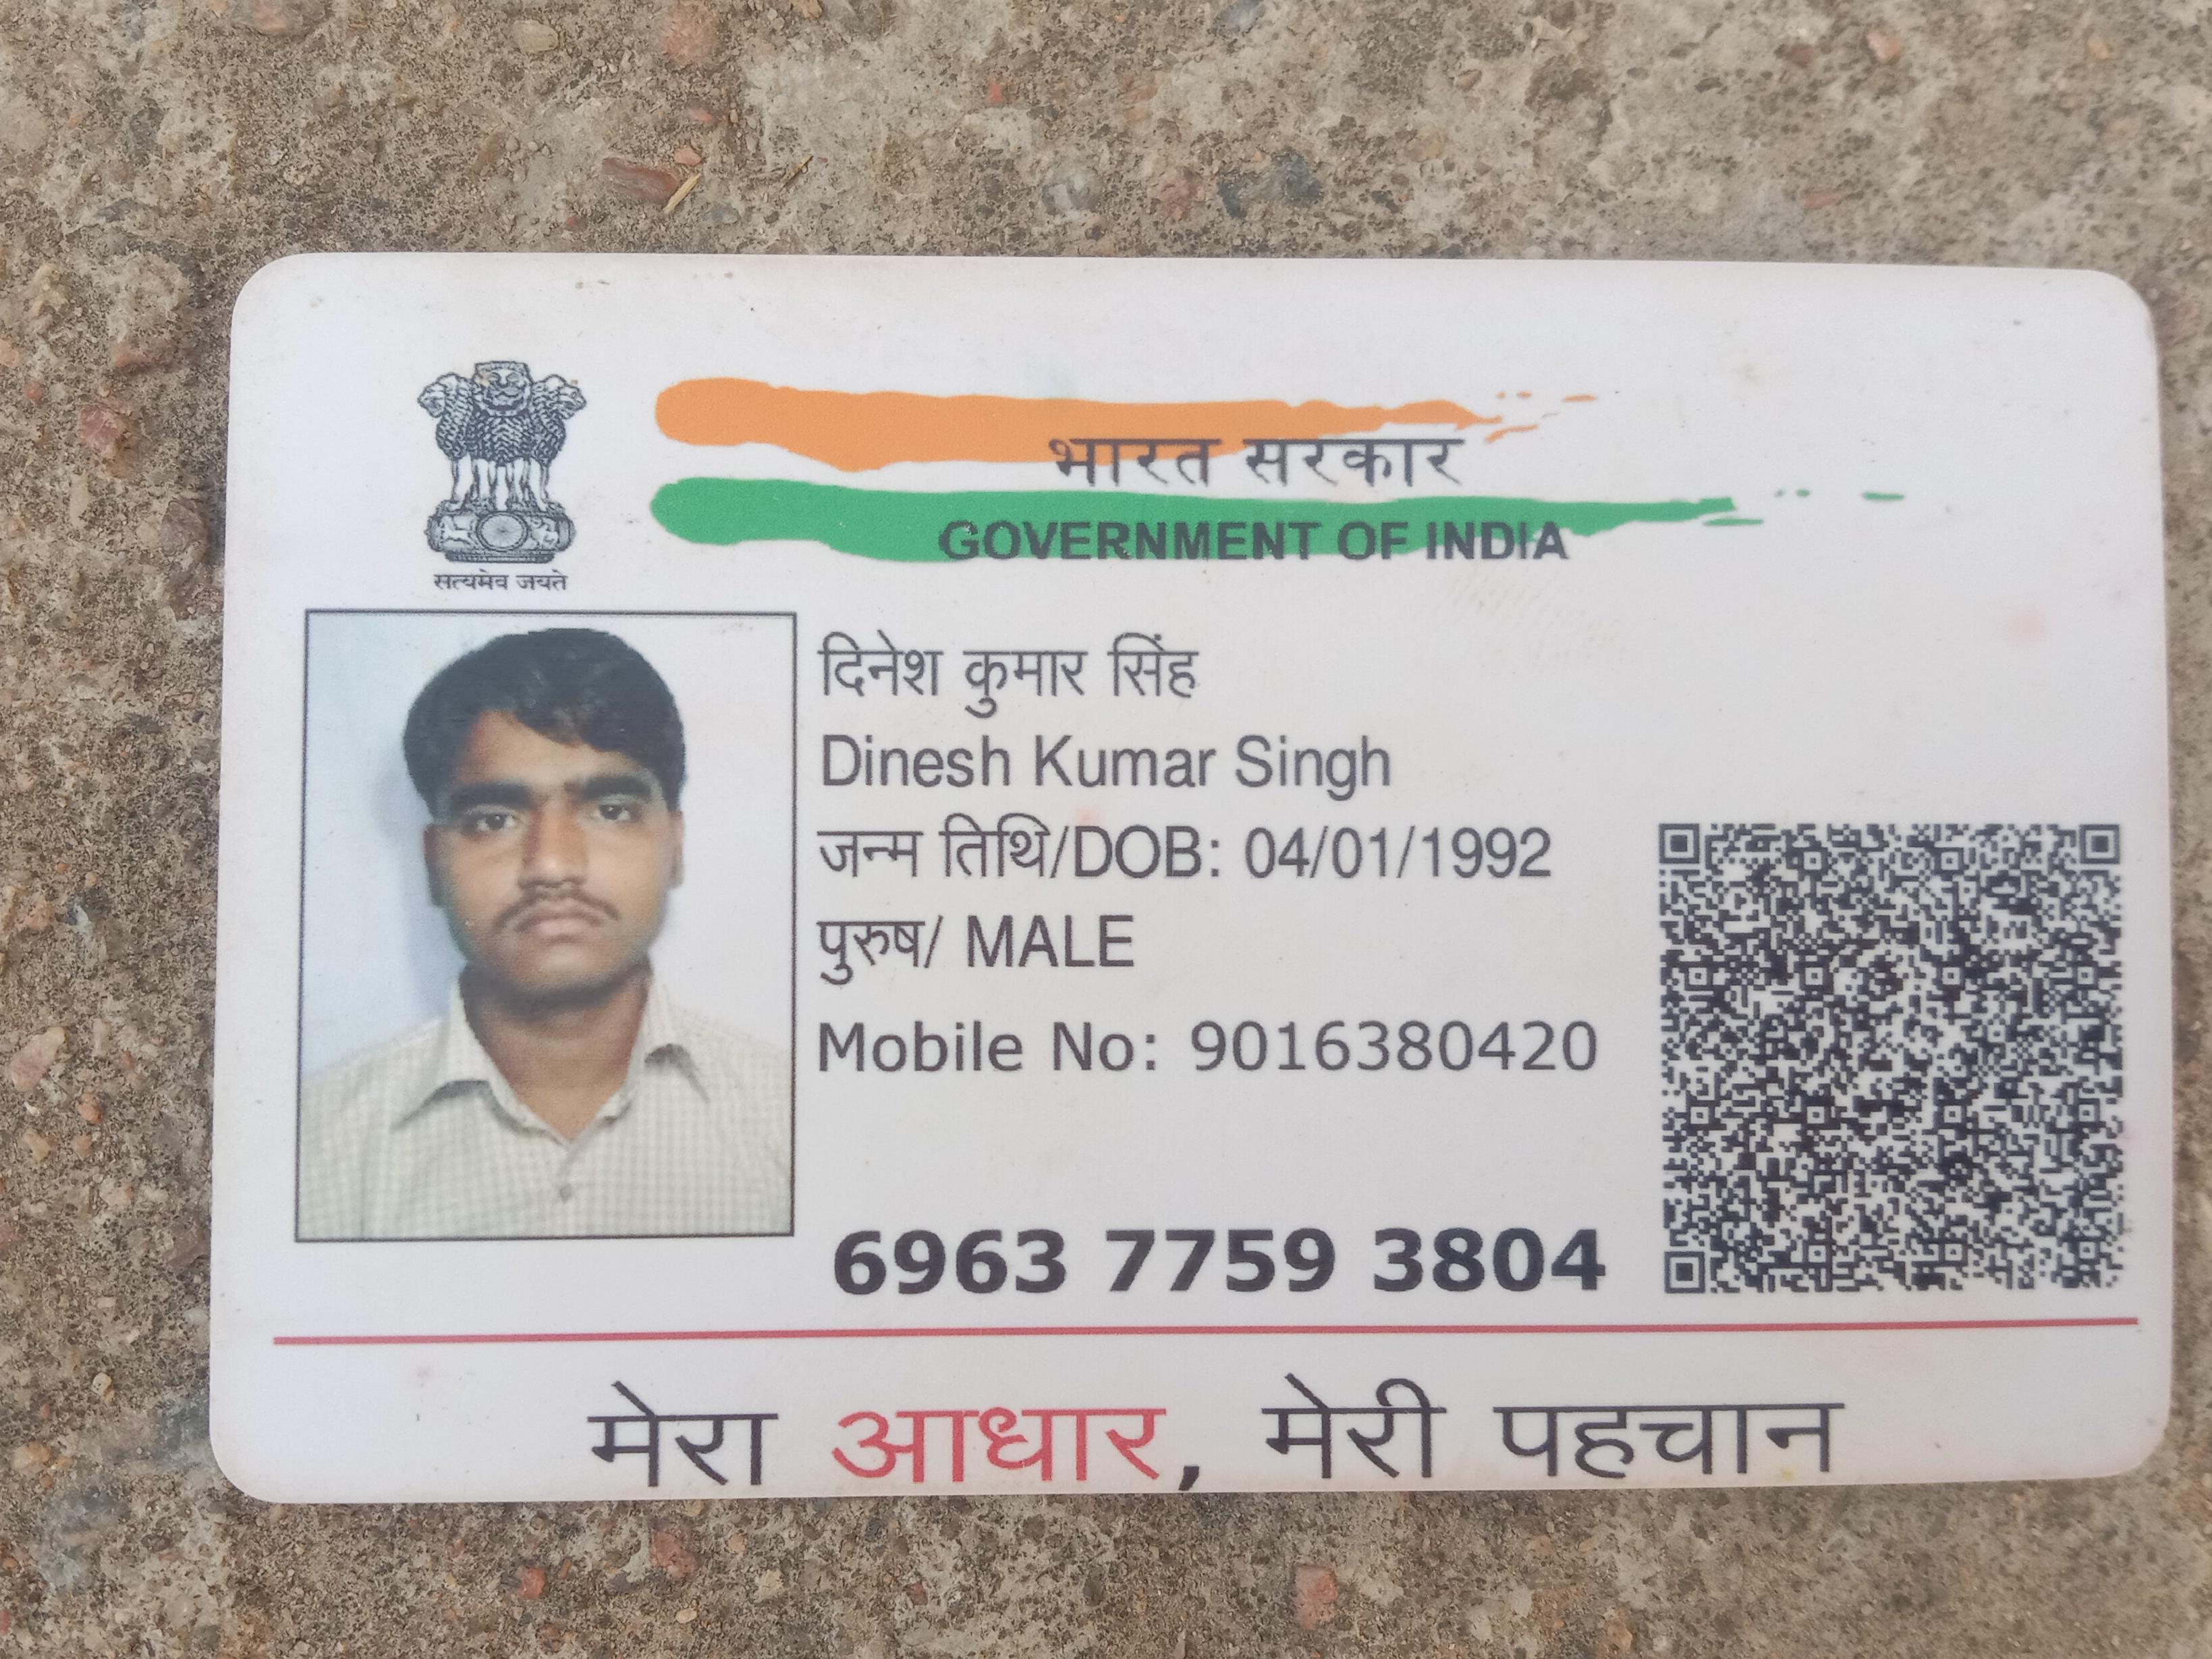 सत्यमेव जयते
भारत सरकार
GOVERNMENT OF INDIA
दिनेश कुमार सिंह
Dinesh Kumar Singh
जन्म तिथि/DOB: 04/01/1992
पुरुष/ MALE
Mobile No: 9016380420
6963 7759 3804
मेरा आधार, मेरी पहचान